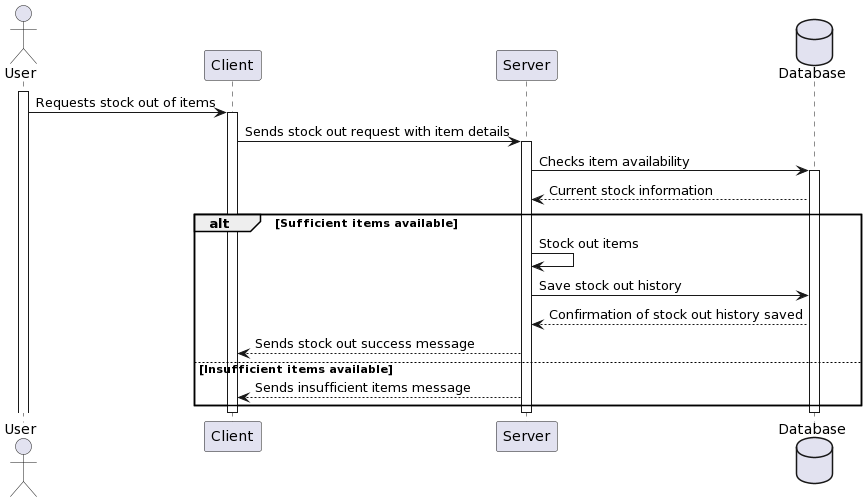 User
Client
Server
Database
Requests stock out of items
Sends stock out request with item details
Checks item availability
Current stock information
alt
[Sufficient items available]
Stock out items
Save stock out history
Confirmation of stock out history saved
Sends stock out success message
[Insufficient items available]
Sends insufficient items message
User
Client
Server
Database